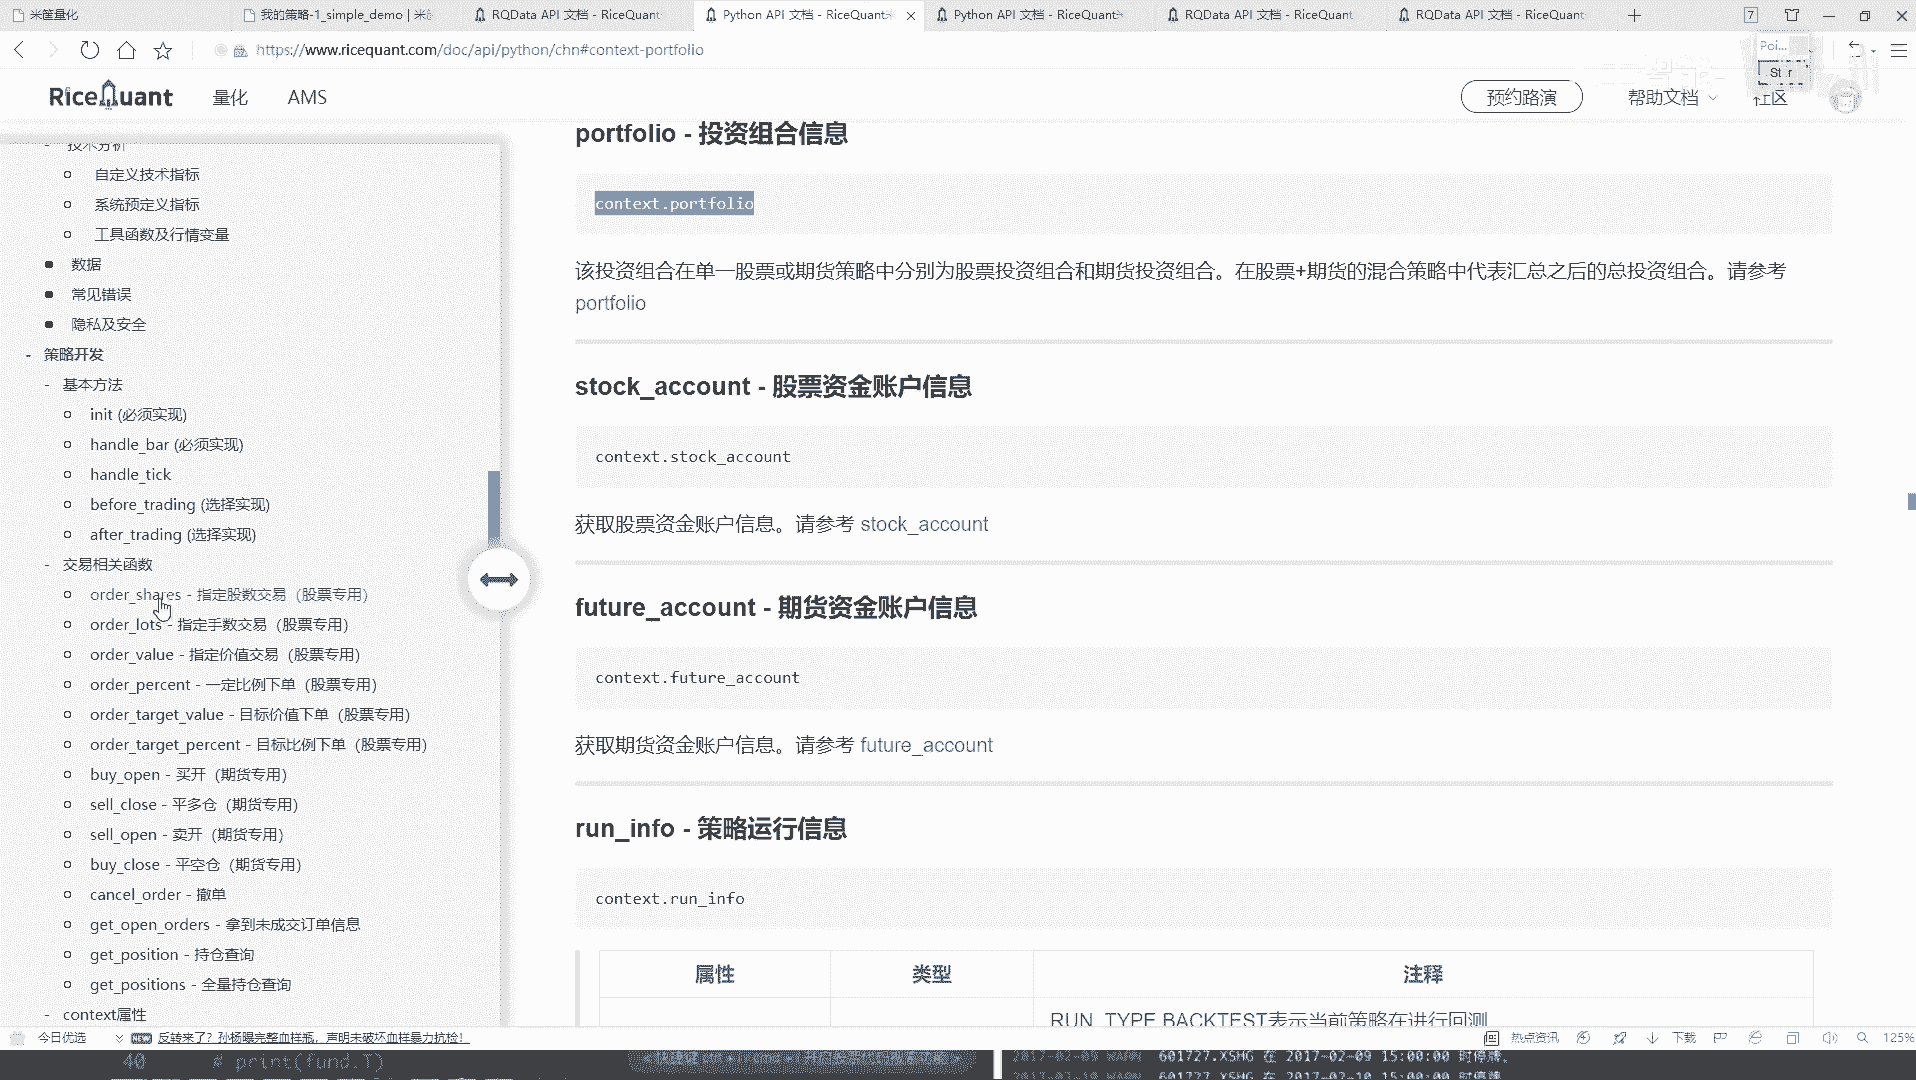 米筐量化
我的策略-1_simple_demo | 米筐
RQData API 文档 - RiceQuant
Python API 文档 - RiceQuant
Python API 文档 - RiceQuant
RQData API 文档 - RiceQuant
RQData API 文档 - RiceQuant
7
https://www.ricequant.com/doc/api/python/chn#context-portfolio
Poi...
RiceQuant
量化
AMS
预约路演
帮助文档
社区
技术分析
自定义技术指标
系统预定义指标
工具函数及行情变量
数据
常见错误
隐私及安全
- 策略开发
- 基本方法
init (必须实现)
handle_bar (必须实现)
handle_tick
before_trading (选择实现)
after_trading (选择实现)
- 交易相关函数
order_shares - 指定股数交易（股票专用）
order_lots - 指定手数交易（股票专用）
order_value - 指定价值交易（股票专用）
order_percent - 一定比例下单（股票专用）
order_target_value - 目标价值下单（股票专用）
order_target_percent - 目标比例下单（股票专用）
buy_open - 买开（期货专用）
sell_close - 平多仓（期货专用）
sell_open - 卖开（期货专用）
buy_close - 平空仓（期货专用）
cancel_order - 撤单
get_open_orders - 拿到未成交订单信息
get_position - 持仓查询
get_positions - 全量持仓查询
- context属性
portfolio - 投资组合信息
context.portfolio
该投资组合在单一股票或期货策略中分别为股票投资组合和期货投资组合。在股票+期货的混合策略中代表汇总之后的总投资组合。请参考
portfolio
stock_account - 股票资金账户信息
context.stock_account
获取股票资金账户信息。请参考 stock_account
future_account - 期货资金账户信息
context.future_account
获取期货资金账户信息。请参考 future_account
run_info - 策略运行信息
context.run_info
属性
类型
注释
RUN_TYPE.BACKTEST表示当前策略在进行回测
今日优选
NEW
反转来了？孙杨曝完整血样瓶，声明未破坏血样暴力抗检！
热点资讯
下载
125%
40 # print(fund.T)
2017-02-09 WARN 601727.XSHG 在 2017-02-09 15:00:00 时停牌。
2017-02-10 WARN 601727.XSHG 在 2017-02-10 15:00:00 时停牌。